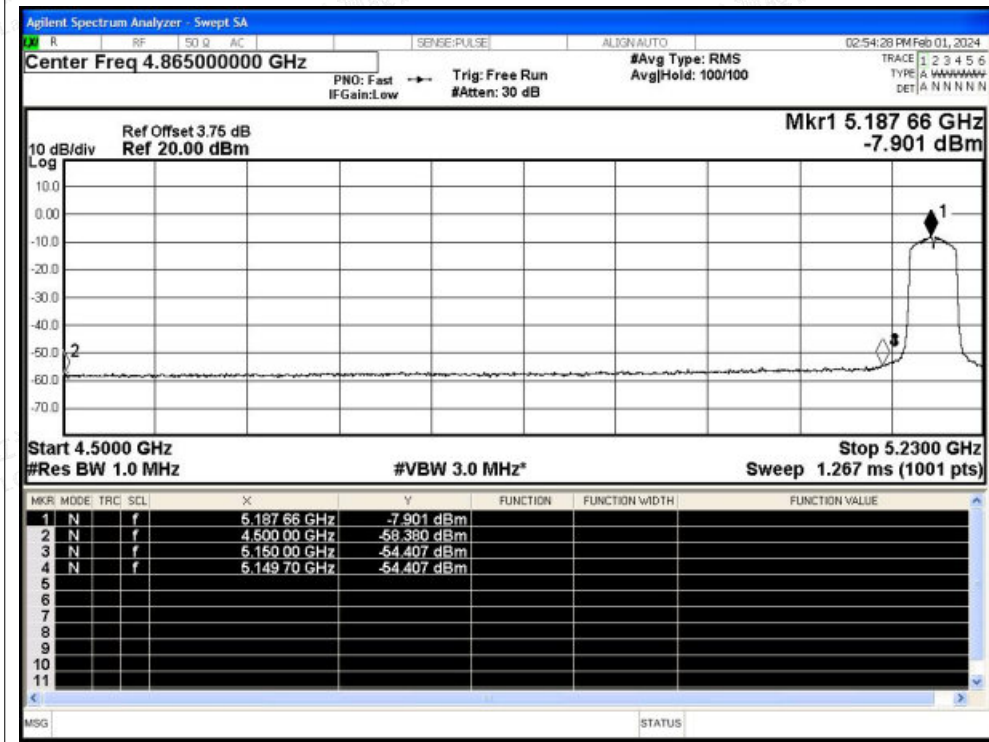 Agilent Spectrum Analyzer - Swept SA
R RF 50 Ω AC SENSE:PULSE ALIGN AUTO 02:54:28 PM Feb 01, 2024
Center Freq 4.865000000 GHz
PNO: Fast
IFGain:Low
Trig: Free Run
#Atten: 30 dB
#Avg Type: RMS
Avg|Hold: 100/100
TRACE 1 2 3 4 5 6
TYPE A WWWWW
DET A N N N N N
Ref Offset 3.75 dB
10 dB/div Ref 20.00 dBm
Log
Mkr1 5.187 66 GHz
-7.901 dBm
10.0
0.00
-10.0
-20.0
-30.0
-40.0
-50.0
-60.0
-70.0
1
2
3
Start 4.5000 GHz Stop 5.2300 GHz
#Res BW 1.0 MHz #VBW 3.0 MHz* Sweep 1.267 ms (1001 pts)
MKR MODE TRC SCL X Y FUNCTION FUNCTION WIDTH FUNCTION VALUE
1 N f 5.187 66 GHz -7.901 dBm
2 N f 4.500 00 GHz -58.380 dBm
3 N f 5.150 00 GHz -54.407 dBm
4 N f 5.149 70 GHz -54.407 dBm
5
6
7
8
9
10
11
MSG STATUS